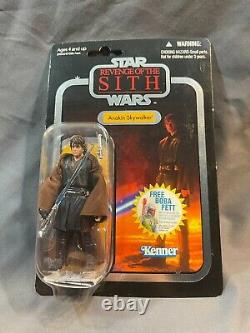 Ages 4 and up
WARNING:
CHOKING HAZARD-Small parts.
Not for children under 3 years.
STAR
REVENGE OF THE
SITH
WARS
Anakin Skywalker
FREE
BOBA
FETT
Kenner